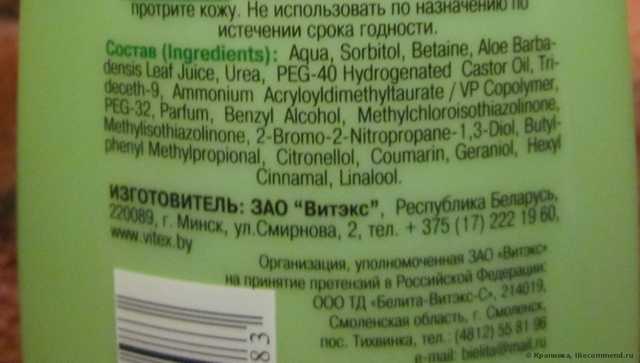 протрите кожу. Не использовать по назначению по
истечении срока годности.
Состав (Ingredients): Aqua, Sorbitol, Betaine, Aloe Barba-
densis Leaf Juice, Urea, PEG-40 Hydrogenated Castor Oil, Tri-
deceth-9, Ammonium Acryloyldimethyltaurate / VP Copolymer,
PEG-32, Parfum, Benzyl Alcohol, Methylchloroisothiazolinone,
Methylisothiazolinone, 2-Bromo-2-Nitropropane-1,3-Diol, Butyl-
phenyl Methylpropional, Citronellol, Coumarin, Geraniol, Hexyl
Cinnamal, Linalool.
ИЗГОТОВИТЕЛЬ: ЗАО "Витэкс", Республика Беларусь,
220089, г. Минск, ул.Смирнова, 2, тел. + 375 (17) 222 19 60,
www.vitex.by
Организация, уполномоченная ЗАО «Витэкс»
на принятие претензий в Российской Федерации:
ООО ТД «Белита-Витэкс-С», 214019,
Смоленская область, г. Смоленск,
пос. Тихвинка, тел.: (4812) 55 81 96
e-mail: bielita@mail.ru
83
© Крапивка, irecommend.ru